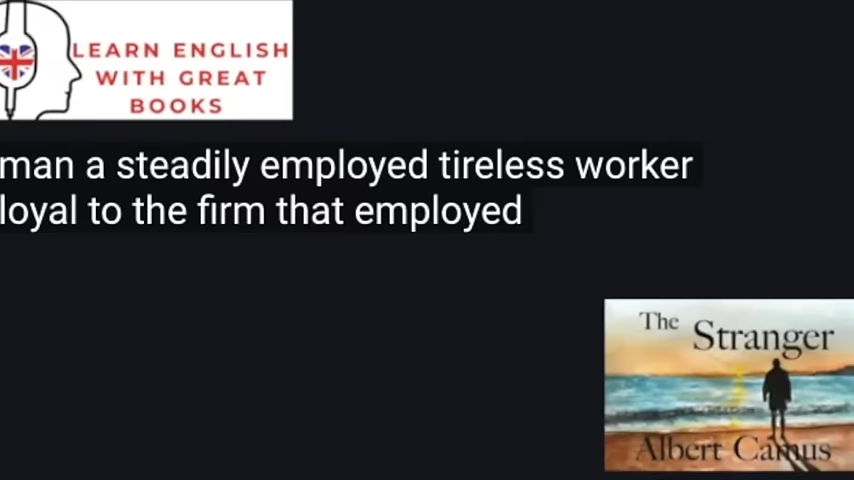 LEARN ENGLISH
WITH GREAT
BOOKS
man a steadily employed tireless worker
loyal to the firm that employed
The Stranger
Albert Camus